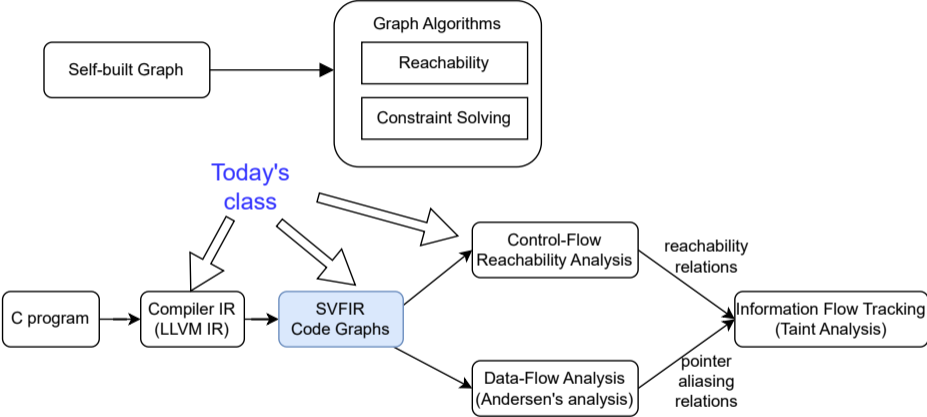 Graph Algorithms
Self-built Graph
Reachability
Constraint Solving
Today's
class
Control-Flow
Reachability Analysis
reachability
relations
C program
Compiler IR
(LLVM IR)
SVFIR
Code Graphs
Information Flow Tracking
(Taint Analysis)
Data-Flow Analysis
(Andersen's analysis)
pointer
aliasing
relations